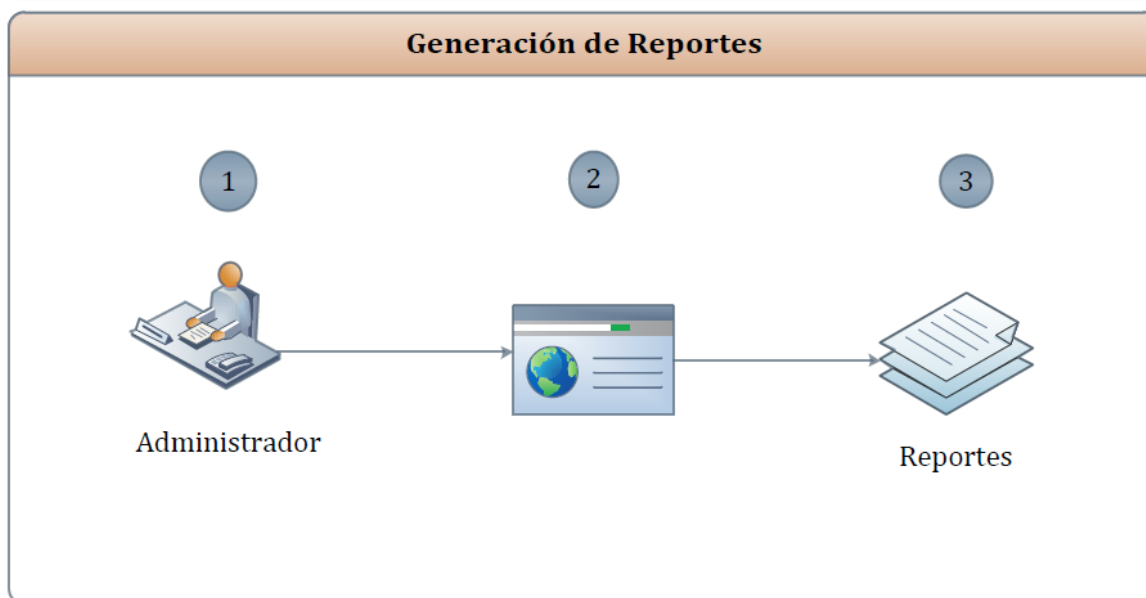 Generación de Reportes
1
2
3
Administrador
Reportes